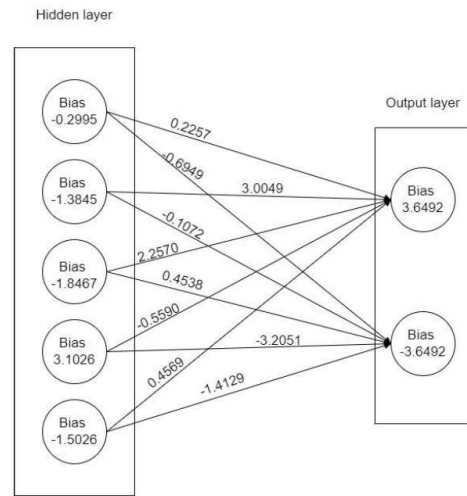 Hidden layer
Output layer
Bias
-0.2995
Bias
-1.3845
Bias
-1.8467
Bias
3.1026
Bias
-1.5026
0.2257
-0.6949
3.0049
-0.1072
2.2570
0.4538
-0.5590
-3.2051
0.4569
-1.4129
Bias
3.6492
Bias
-3.6492